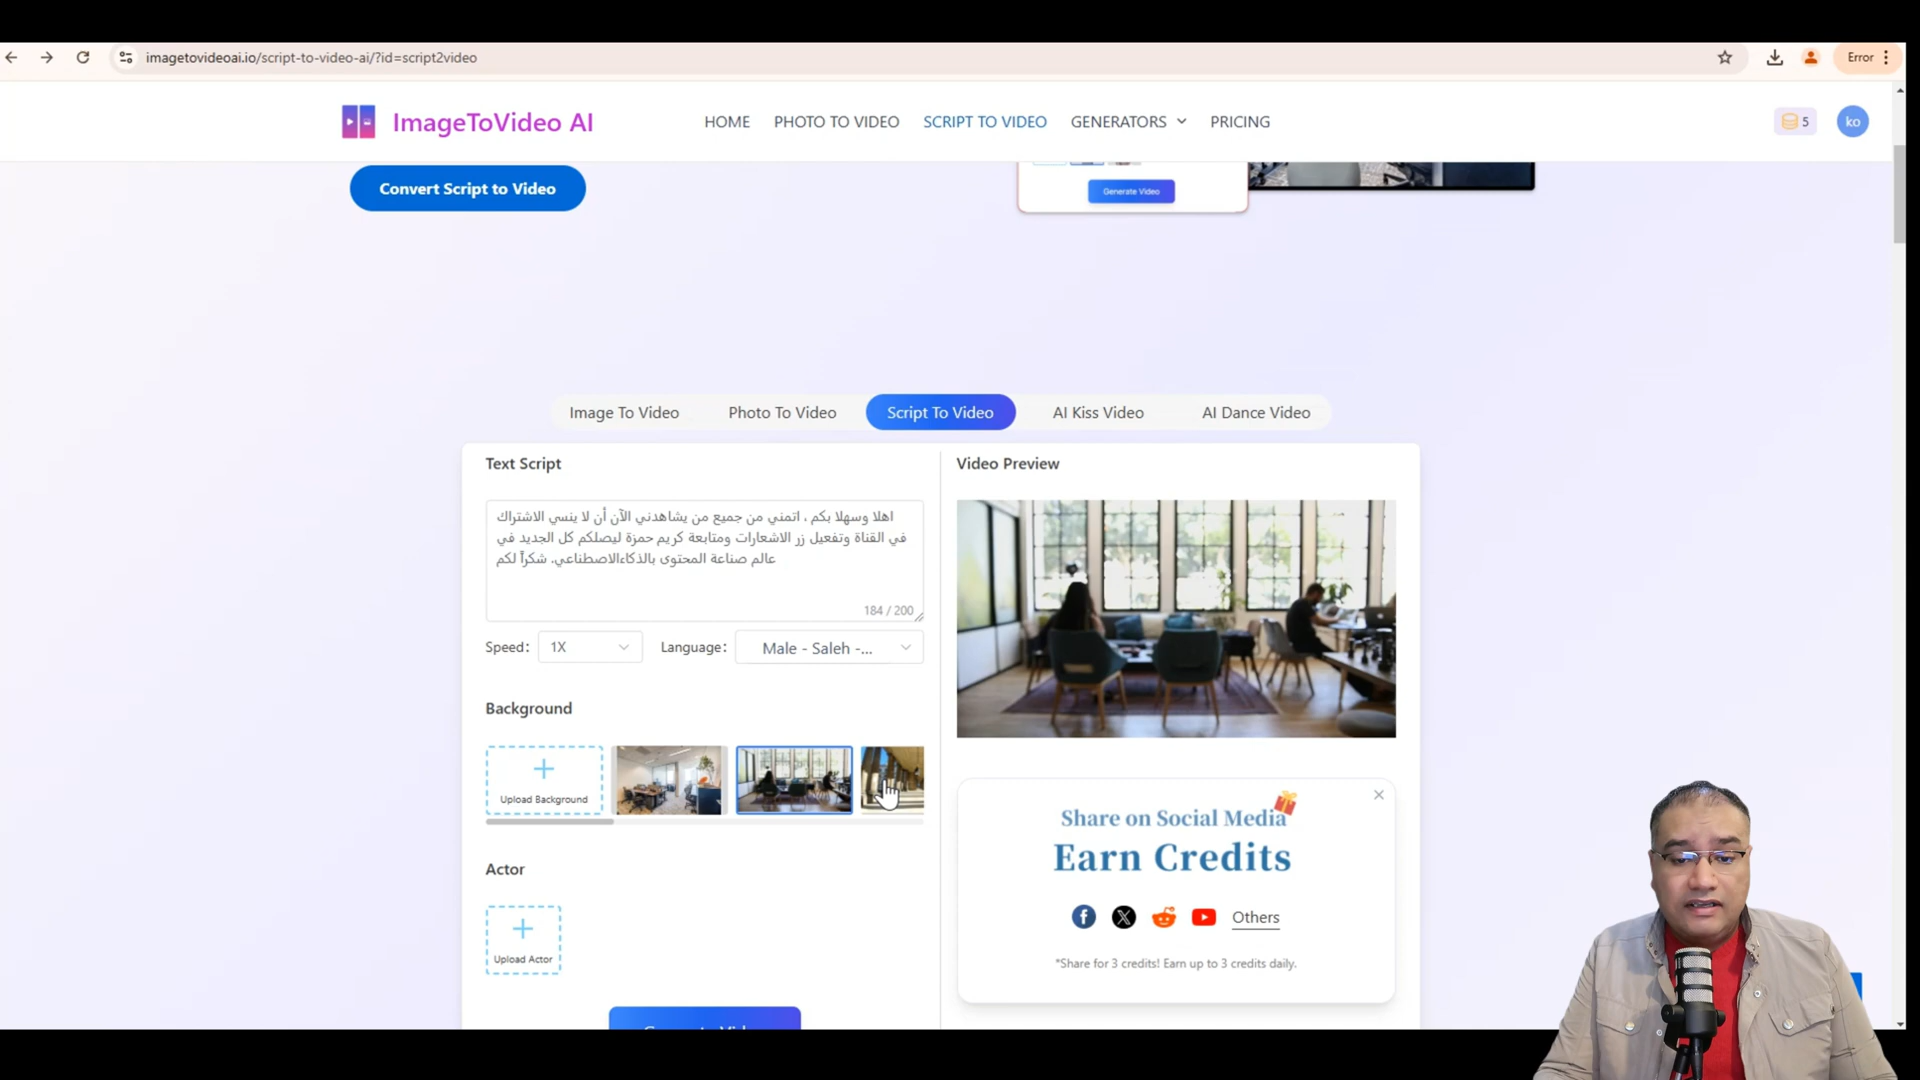 imagetovideoai.io/script-to-video-ai/?id=script2video
Error
ImageToVideo AI
HOME
PHOTO TO VIDEO
SCRIPT TO VIDEO
GENERATORS
PRICING
5
ko
Convert Script to Video
Generate Video
Image To Video
Photo To Video
Script To Video
AI Kiss Video
AI Dance Video
Text Script
اهلا وسهلا بكم ، اتمني من جميع من يشاهدني الآن أن لا ينسي الاشتراك
في القناة وتفعيل زر الاشعارات ومتابعة كريم حمزة ليصلكم كل الجديد في
عالم صناعة المحتوى بالذكاءالاصطناعي. شكراً لكم
184 / 200
Speed:
1X
Language:
Male - Saleh -...
Background
Upload Background
Actor
Upload Actor
Video Preview
Share on Social Media
Earn Credits
Others
*Share for 3 credits! Earn up to 3 credits daily.